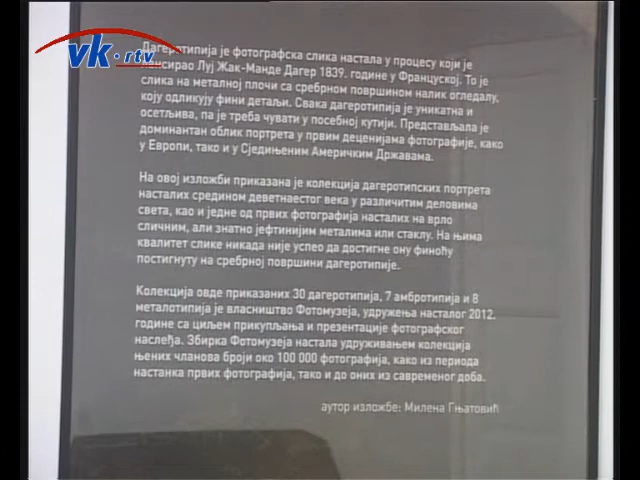 vk.rtv
Дагеротипија је фотографска слика настала у процесу који је
лансирао Луј Жак-Манде Дагер 1839. године у Француској. То је
слика на металној плочи са сребрном површином налик огледалу,
коју одликују фини детаљи. Свака дагеротипија је уникатна и
осетљива, па је треба чувати у посебној кутији. Представљала је
доминантан облик портрета у првим деценијама фотографије, како
у Европи, тако и у Сједињеним Америчким Државама.
На овој изложби приказана је колекција дагеротипских портрета
насталих средином деветнаестог века у различитим деловима
света, као и једне од првих фотографија насталих на врло
сличним, али знатно јефтинијим металима или стаклу. На њима
квалитет слике никада није успео да достигне ону финоћу
постигнуту на сребрној површини дагеротипије.
Колекција овде приказаних 30 дагеротипија, 7 амбротипија и 8
металотипија је власништво Фотомузеја, удружења насталог 2012.
године са циљем прикупљања и презентације фотографског
наслеђа. Збирка Фотомузеја настала удруживањем колекција
њених чланова броји око 100 000 фотографија, како из периода
настанка првих фотографија, тако и до оних из савременог доба.
аутор изложбе: Милена Гњатовић